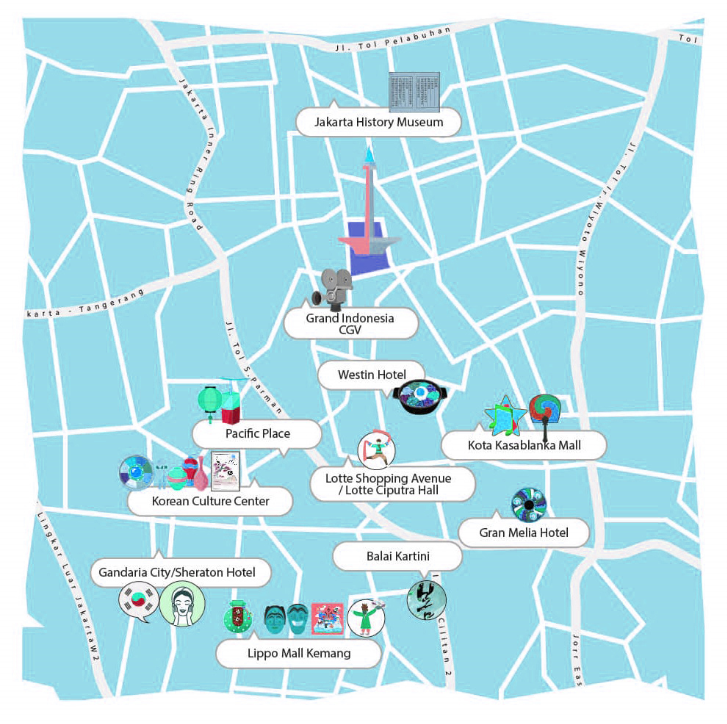 Jl. Tol Pelabuhan
Tol
Jakarta Inner Ring Road
Jakarta History Museum
Jl. Tol Ir. Wiyoto Wiyono
karta - Tangerang
Grand Indonesia
CGV
Jl. Tol S.Parman
Westin Hotel
Pacific Place
Kota Kasablanka Mall
Lotte Shopping Avenue
/ Lotte Ciputra Hall
Korean Culture Center
Gran Melia Hotel
Lingkar Luar JakartaW2
Balai Kartini
Gandaria City/Sheraton Hotel
Cilitan 2
Jorr Eas
Lippo Mall Kemang